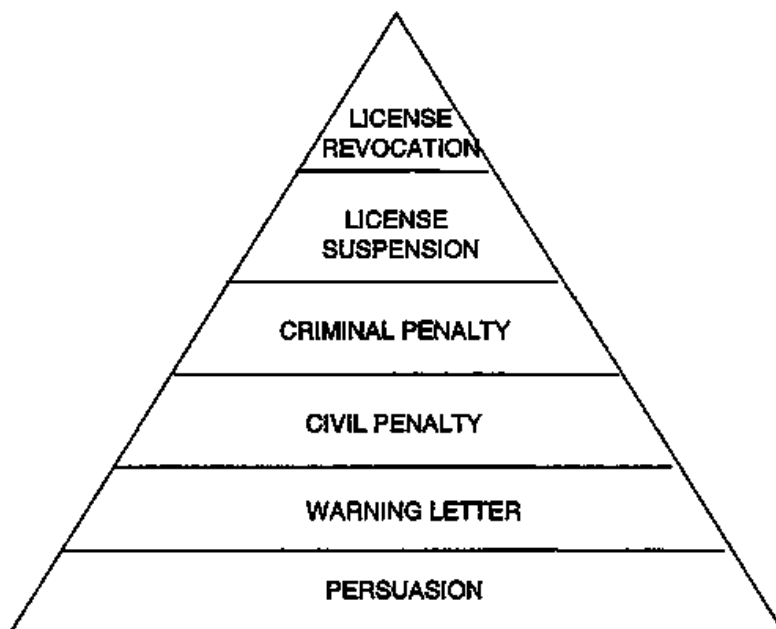 LICENSE
REVOCATION
LICENSE
SUSPENSION
CRIMINAL PENALTY
CIVIL PENALTY
WARNING LETTER
PERSUASION